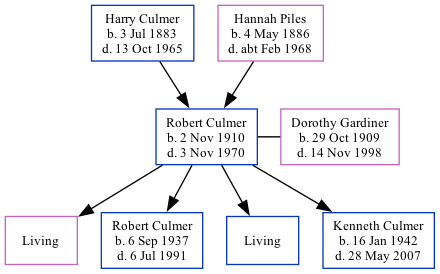 Harry Culmer
b. 3 Jul 1883
d. 13 Oct 1965
Hannah Piles
b. 4 May 1886
d. abt Feb 1968
Robert Culmer
b. 2 Nov 1910
d. 3 Nov 1970
Dorothy Gardiner
b. 29 Oct 1909
d. 14 Nov 1998
Living
Robert Culmer
b. 6 Sep 1937
d. 6 Jul 1991
Living
Kenneth Culmer
b. 16 Jan 1942
d. 28 May 2007